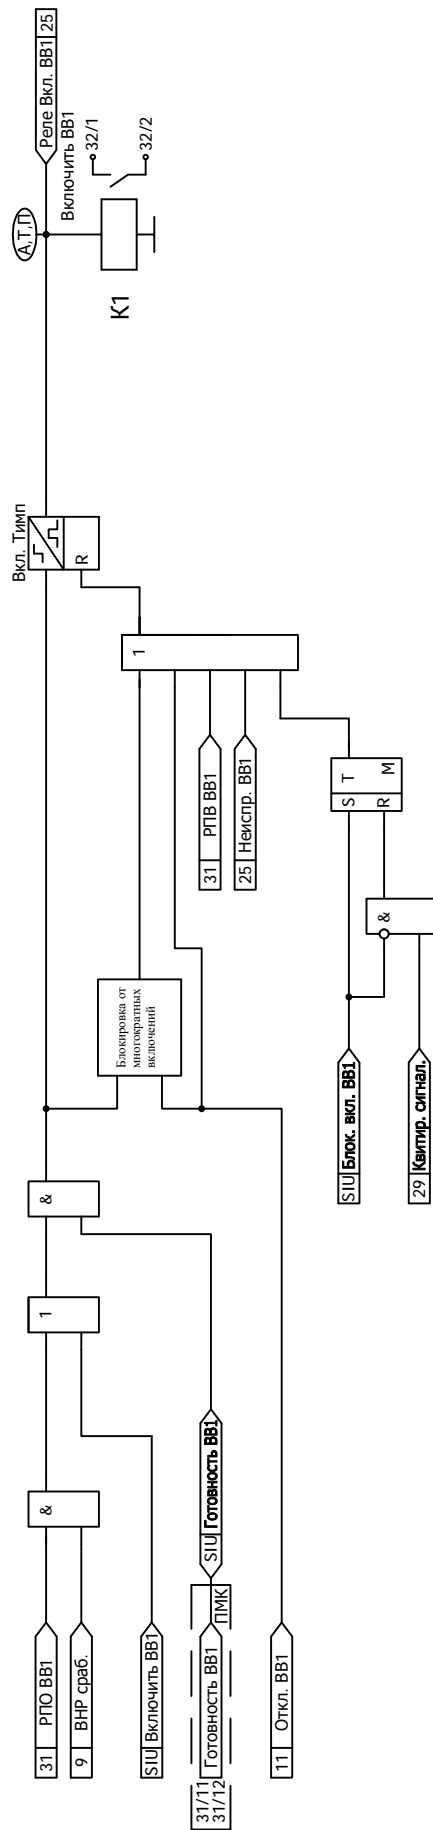 31 РПО ВВ1
9 ВНР сраб.
SIU Включить ВВ1
31/11
31/12
Готовность ВВ1
ПМК
SIU Готовность ВВ1
11 Откл. ВВ1
&
1
&
Блокировка от
многократных
включений
SIU Блок. вкл. ВВ1
29 Квитир. сигнал.
&
S T
R M
31 РПВ ВВ1
25 Неиспр. ВВ1
1
Вкл. Тимп
R
А,Т,П
К1
Включить ВВ1
32/1
32/2
Реле Вкл. ВВ1 25